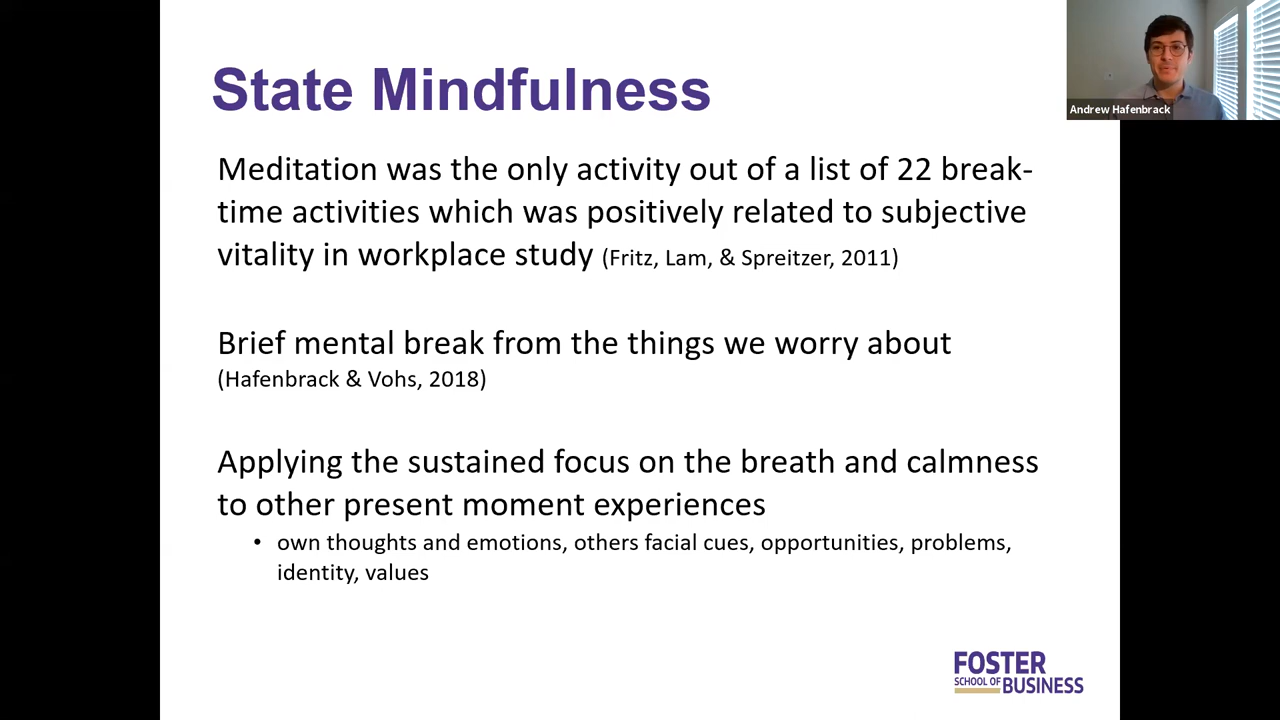 State Mindfulness
Andrew Hafenbrack
Meditation was the only activity out of a list of 22 break-
time activities which was positively related to subjective
vitality in workplace study (Fritz, Lam, & Spreitzer, 2011)
Brief mental break from the things we worry about
(Hafenbrack & Vohs, 2018)
Applying the sustained focus on the breath and calmness
to other present moment experiences
• own thoughts and emotions, others facial cues, opportunities, problems,
identity, values
FOSTER
SCHOOL OF BUSINESS